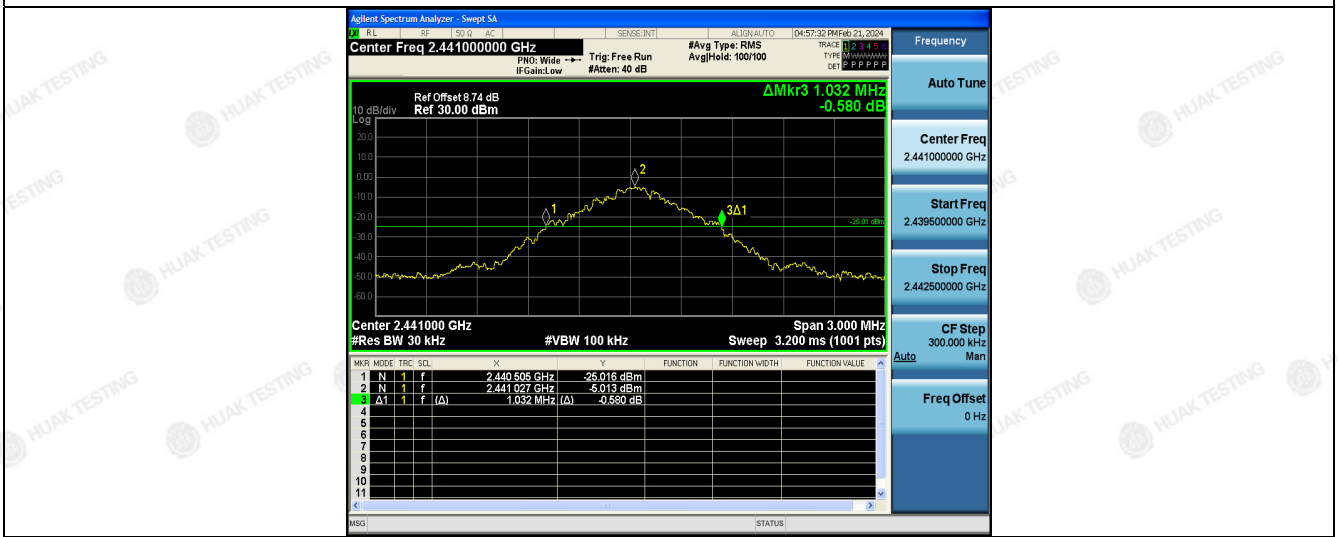 Agilent Spectrum Analyzer - Swept SA
LXI RL RF 50 Ω AC SENSE:INT ALIGN AUTO 04:57:32 PM Feb 21, 2024
Center Freq 2.441000000 GHz
PNO: Wide
IFGain:Low
Trig: Free Run
#Atten: 40 dB
#Avg Type: RMS
Avg|Hold: 100/100
TRACE 1 2 3 4 5 6
TYPE M
DET P P P P P P
ΔMkr3 1.032 MHz
-0.580 dB
Ref Offset 8.74 dB
10 dB/div Ref 30.00 dBm
Log
20.0
10.0
0.00
-10.0
-20.0
-30.0
-40.0
-50.0
-60.0
1
2
3Δ1
-25.01 dBm
Center 2.441000 GHz Span 3.000 MHz
#Res BW 30 kHz #VBW 100 kHz Sweep 3.200 ms (1001 pts)
MKR MODE TRC SCL X Y FUNCTION FUNCTION WIDTH FUNCTION VALUE
1 N 1 f 2.440 505 GHz -25.016 dBm
2 N 1 f 2.441 027 GHz -5.013 dBm
3 Δ1 1 f (Δ) 1.032 MHz (Δ) -0.580 dB
4
5
6
7
8
9
10
11
MSG STATUS
Frequency
Auto Tune
Center Freq
2.441000000 GHz
Start Freq
2.439500000 GHz
Stop Freq
2.442500000 GHz
CF Step
300.000 kHz
Auto Man
Freq Offset
0 Hz
HUAK TESTING
HUAK TESTING
HUAK TESTING
HUAK TESTING
HUAK TESTING
HUAK TESTING
HUAK TESTING
HUAK TESTING